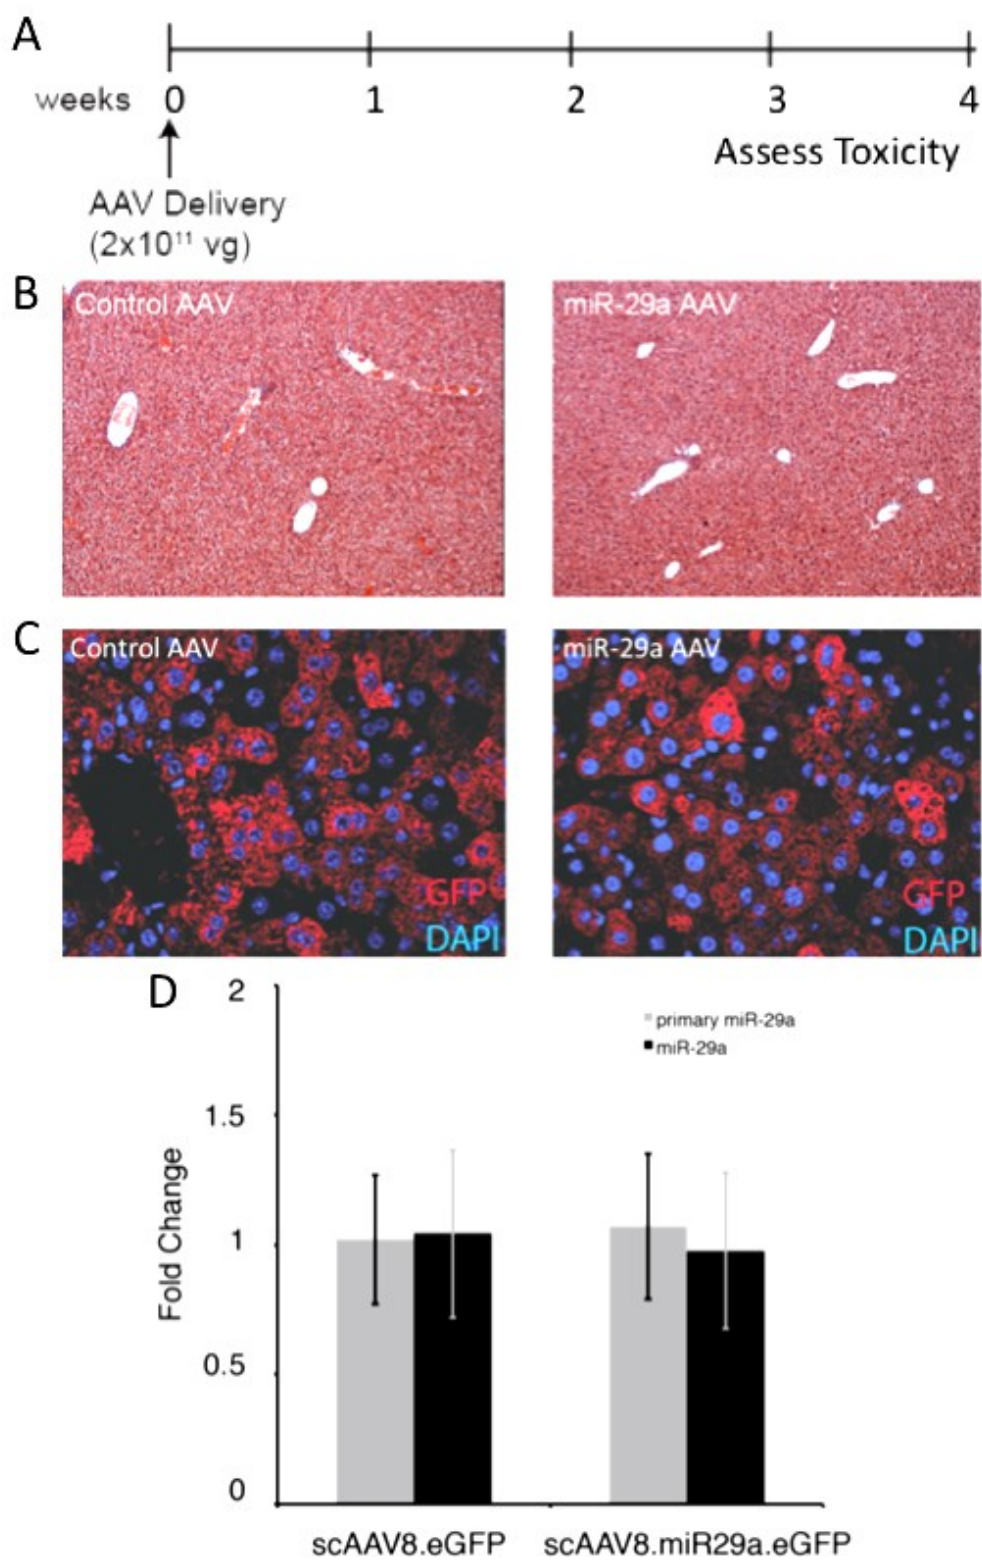 A
weeks 0 1 2 3 4
Assess Toxicity
AAV Delivery
(2x10¹¹ vg)
B
Control AAV
miR-29a AAV
C
Control AAV
miR-29a AAV
GFP
DAPI
GFP
DAPI
D
2
1.5
1
0.5
0
Fold Change
primary miR-29a
miR-29a
scAAV8.eGFP
scAAV8.miR29a.eGFP